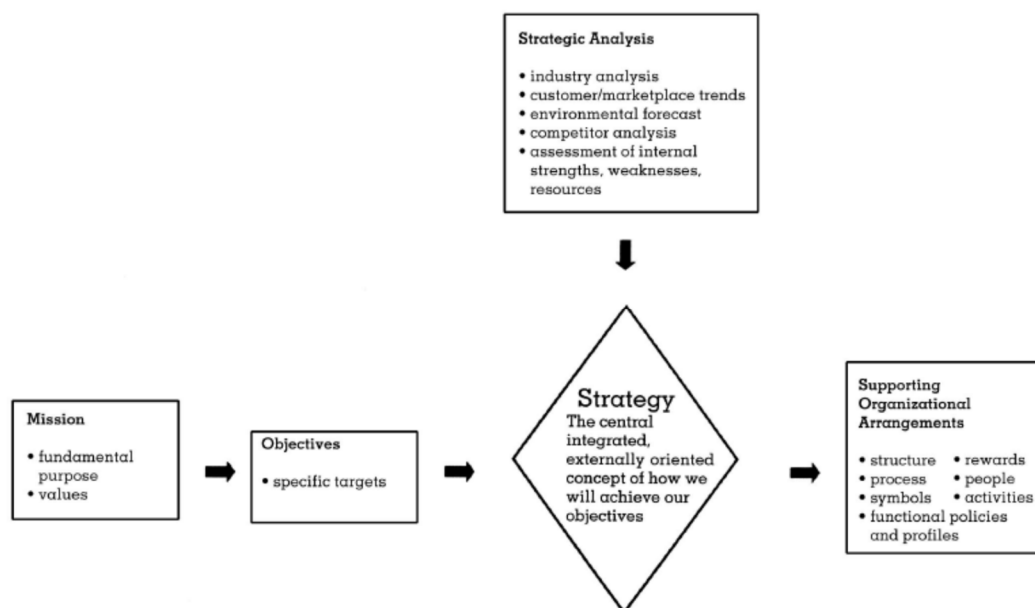 Strategic Analysis
• industry analysis
• customer/marketplace trends
• environmental forecast
• competitor analysis
• assessment of internal
strengths, weaknesses,
resources
Mission
• fundamental
purpose
• values
Objectives
• specific targets
Strategy
The central
integrated,
externally oriented
concept of how we
will achieve our
objectives
Supporting
Organizational
Arrangements
• structure • rewards
• process • people
• symbols • activities
• functional policies
and profiles